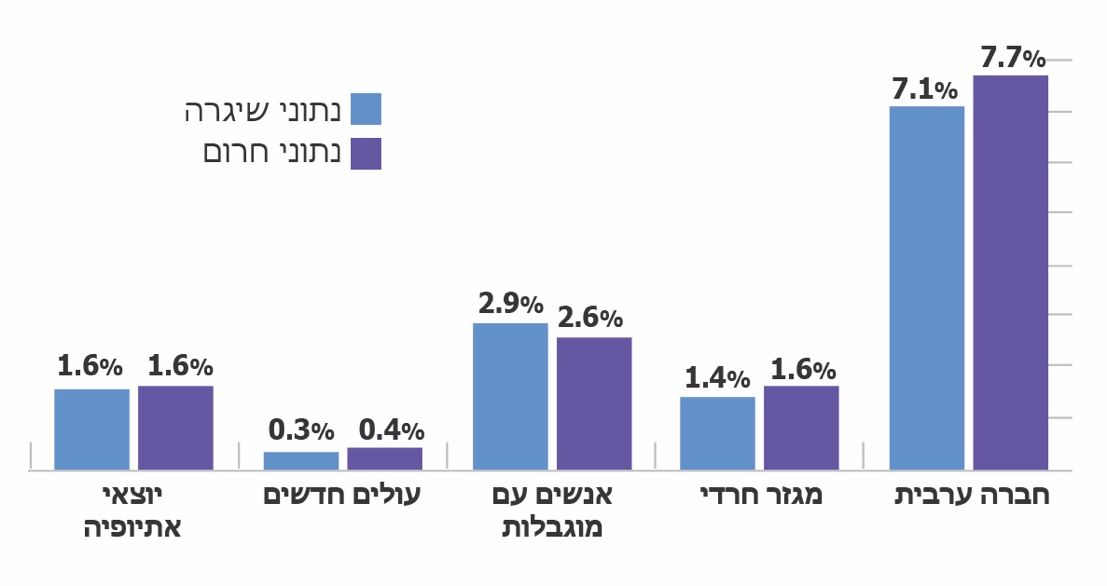 נתוני שיגרה
נתוני חרום
7.7%
7.1%
1.6%
1.4%
2.6%
2.9%
0.4%
0.3%
1.6%
1.6%
חברה ערבית
מגזר חרדי
אנשים עם
מוגבלות
עולים חדשים
יוצאי
אתיופיה